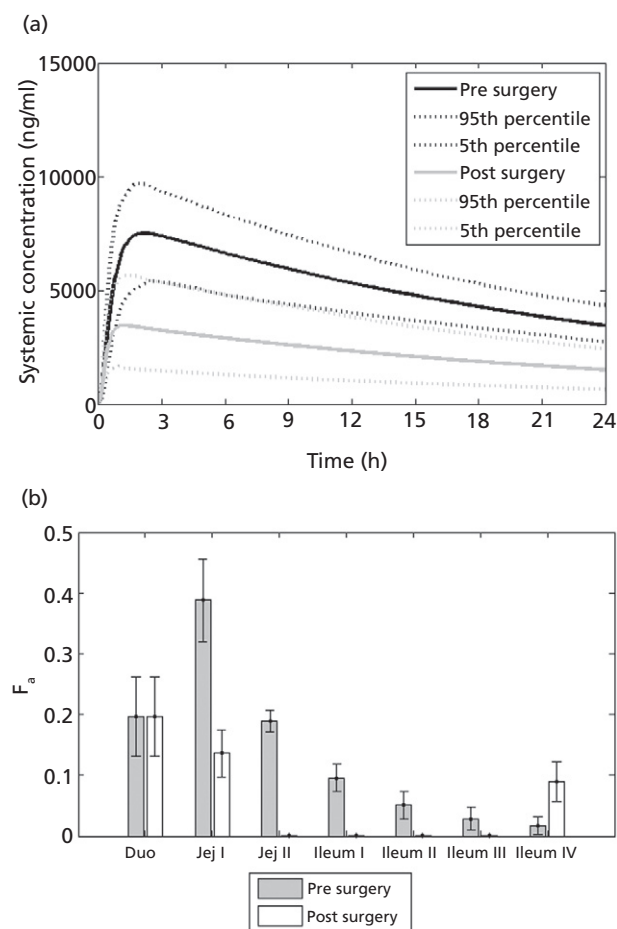 (a)
15000
10000
5000
0
Systemic concentration (ng/ml)
Pre surgery
95th percentile
5th percentile
Post surgery
95th percentile
5th percentile
0 3 6 9 12 15 18 21 24
Time (h)
(b)
0.5
0.4
0.3
0.2
0.1
0
Fa
Duo Jej I Jej II Ileum I Ileum II Ileum III Ileum IV
Pre surgery
Post surgery